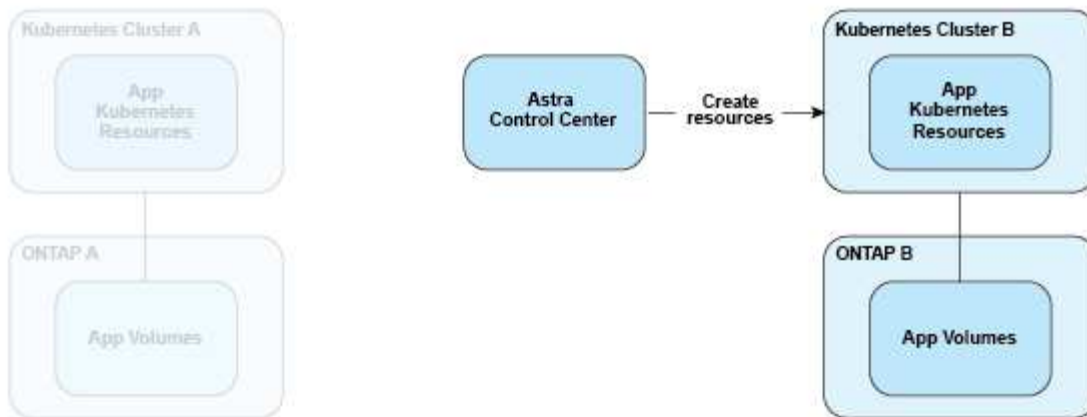 Kubernetes Cluster A
App
Kubernetes
Resources
ONTAP A
App Volumes
Astra
Control Center
Create
resources
Kubernetes Cluster B
App
Kubernetes
Resources
ONTAP B
App Volumes